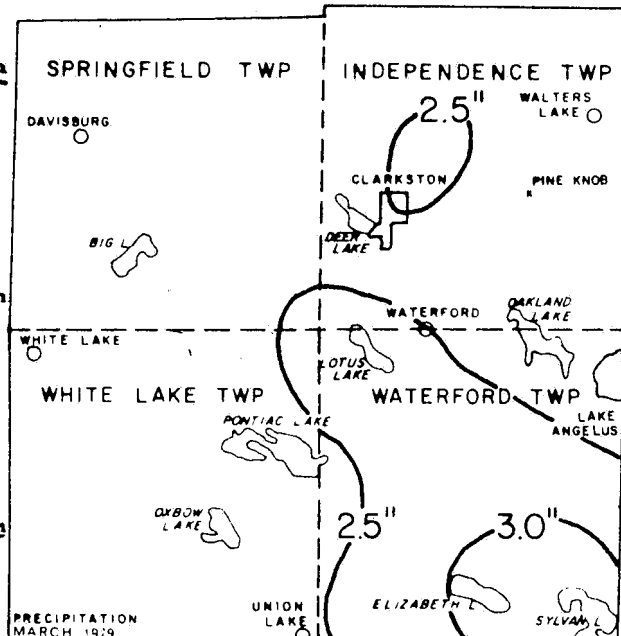 SPRINGFIELD TWP
INDEPENDENCE TWP
2.5"
WALTERS
LAKE
DAVISBURG
CLARKSTON
PINE KNOB
DEER
LAKE
BIG L
WATERFORD
OAKLAND
LAKE
WHITE LAKE
LOTUS
LAKE
WHITE LAKE TWP
WATERFORD TWP
PONTIAC LAKE
LAKE
ANGELUS
OXBOW
LAKE
2.5"
3.0"
ELIZABETH L
SYLVAN L
UNION
LAKE
PRECIPITATION
MARCH